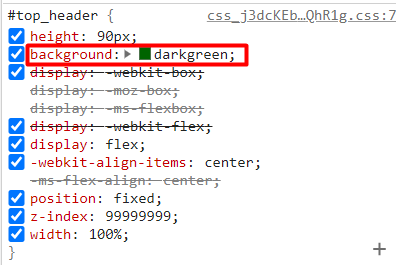 #top_header { css_j3dcKEb…QhR1g.css:7
height: 90px;
background: darkgreen;
display: -webkit-box;
display: -moz-box;
display: -ms-flexbox;
display: -webkit-flex;
display: flex;
-webkit-align-items: center;
-ms-flex-align: center;
position: fixed;
z-index: 99999999;
width: 100%;
}